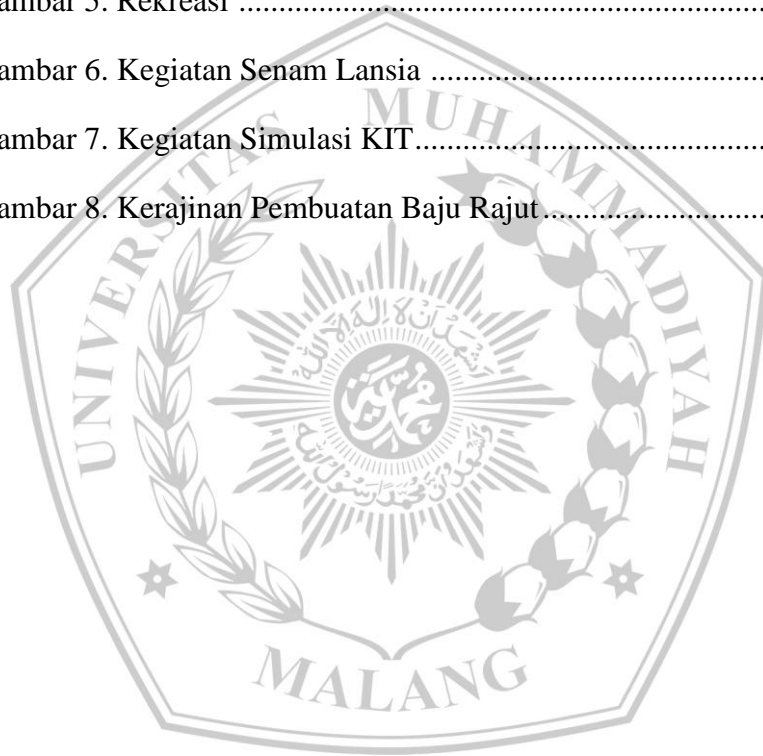 ambar 5. Rekreasi ........................................................................
ambar 6. Kegiatan Senam Lansia ...............................................
ambar 7. Kegiatan Simulasi KIT.................................................
ambar 8. Kerajinan Pembuatan Baju Rajut................................
UNIVERSITAS MUHAMMADIYAH
MALANG